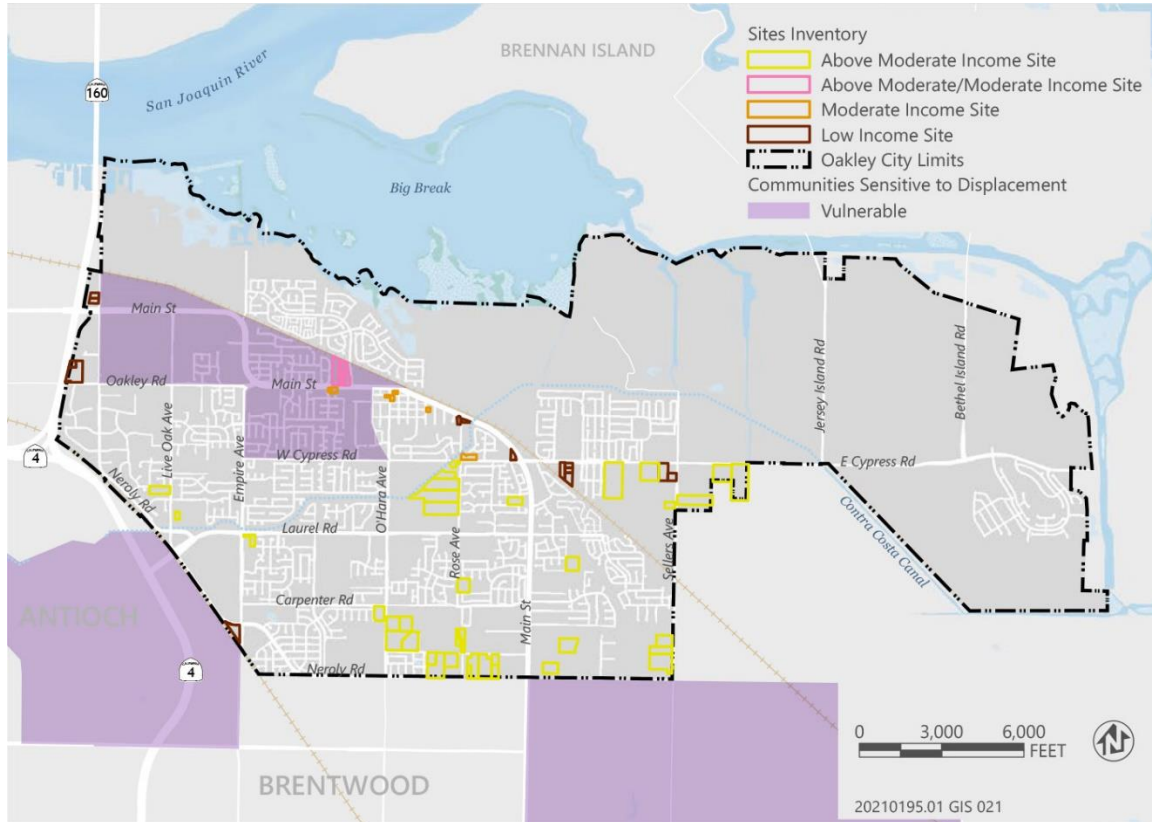 BRENNAN ISLAND
Sites Inventory
Above Moderate Income Site
Above Moderate/Moderate Income Site
Moderate Income Site
Low Income Site
Oakley City Limits
Communities Sensitive to Displacement
Vulnerable
160
San Joaquin River
Big Break
Main St
Oakley Rd
Main St
Jersey Island Rd
Bethel Island Rd
Live Oak Ave
Empire Ave
W Cypress Rd
O'Hara Ave
E Cypress Rd
4
Neroly Rd
Laurel Rd
Rose Ave
Sellers Ave
Contra Costa Canal
ANTIOCH
Carpenter Rd
Main St
4
Neroly Rd
BRENTWOOD
0 3,000 6,000
FEET
N
20210195.01 GIS 021